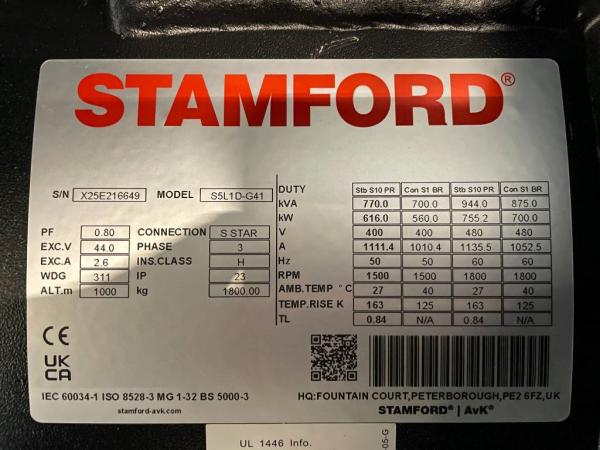 STAMFORD®
S/N X25E216649 MODEL S5L1D-G41
PF 0.80 CONNECTION S STAR
EXC.V 44.0 PHASE 3
EXC.A 2.6 INS.CLASS H
WDG 311 IP 23
ALT.m 1000 kg 1800.00
DUTY Stb S10 PR Con S1 BR Stb S10 PR Con S1 BR
kVA 770.0 700.0 944.0 875.0
kW 616.0 560.0 755.2 700.0
V 400 400 480 480
A 1111.4 1010.4 1135.5 1052.5
Hz 50 50 60 60
RPM 1500 1500 1800 1800
AMB.TEMP °C 27 40 27 40
TEMP.RISE K 163 125 163 125
TL 0.84 N/A 0.84 N/A
CE
UK
CA
IEC 60034-1 ISO 8528-3 MG 1-32 BS 5000-3
stamford-avk.com
HQ:FOUNTAIN COURT,PETERBOROUGH,PE2 6FZ,UK
STAMFORD® | AvK®
UL 1446 Info.
05-G